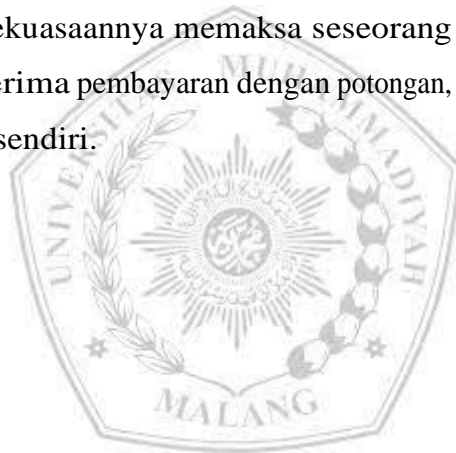 ekuasaannya memaksa seseorang
erima pembayaran dengan potongan,
sendiri.
UNIVERSITAS MUHAMMADIYAH
MALANG